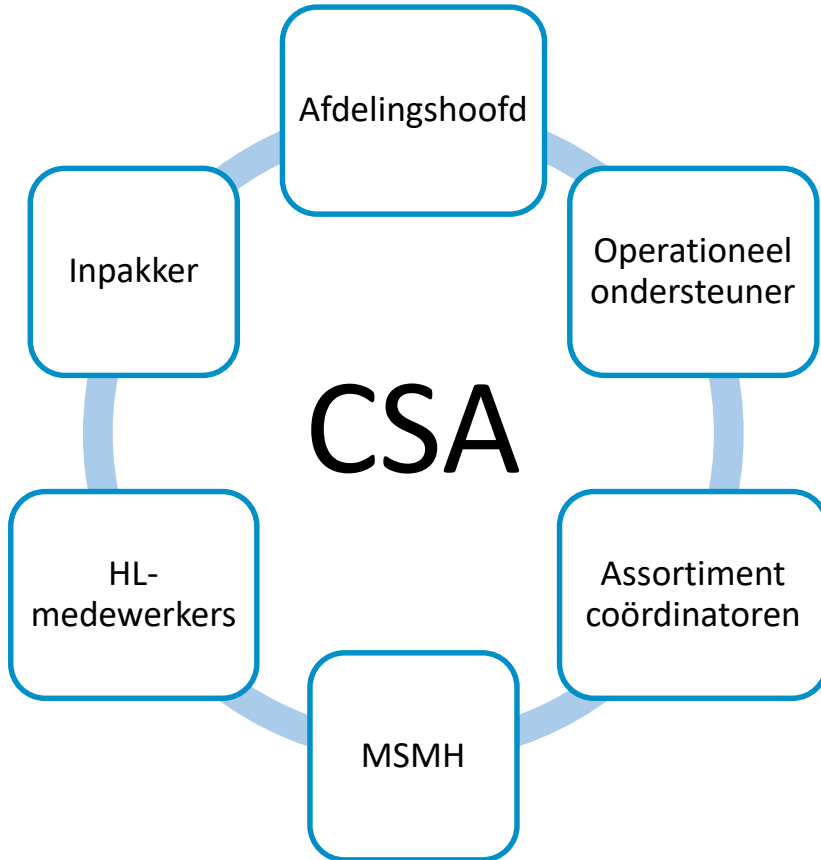 Afdelingshoofd
Operationeel
ondersteuner
Assortiment
coördinatoren
MSMH
HL-
medewerkers
Inpakker
CSA